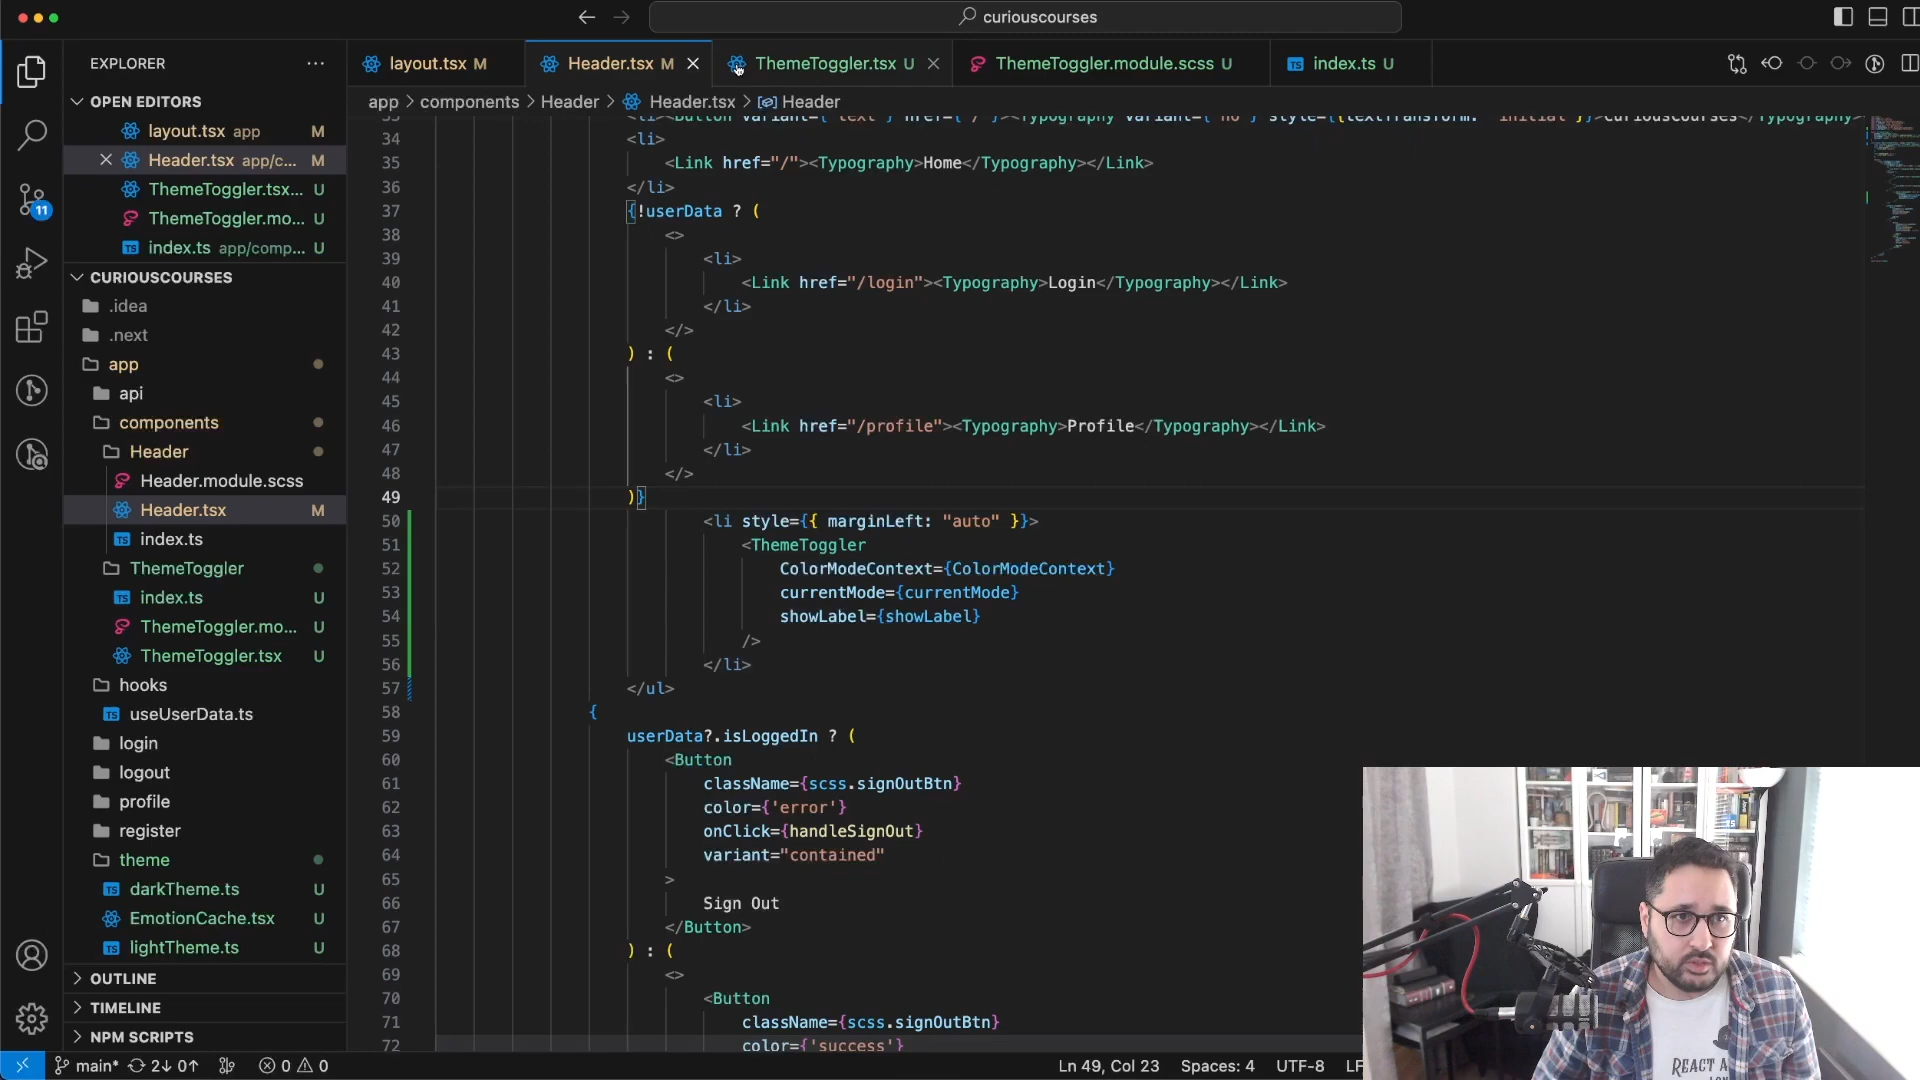 curiouscourses
EXPLORER
layout.tsx M
Header.tsx M
ThemeToggler.tsx U
ThemeToggler.module.scss U
TS index.ts U
app > components > Header > Header.tsx > Header
OPEN EDITORS
layout.tsx app M
Header.tsx app/c... M
ThemeToggler.tsx... U
ThemeToggler.mo... U
TS index.ts app/comp... U
CURIOUSCOURSES
.idea
.next
app
api
components
Header
Header.module.scss
Header.tsx M
TS index.ts
ThemeToggler
TS index.ts U
ThemeToggler.mo... U
ThemeToggler.tsx U
hooks
TS useUserData.ts
login
logout
profile
register
theme
TS darkTheme.ts U
EmotionCache.tsx U
TS lightTheme.ts U
OUTLINE
TIMELINE
NPM SCRIPTS
11
34 <li>
35 <Link href="/"><Typography>Home</Typography></Link>
36 </li>
37 {!userData ? (
38 <>
39 <li>
40 <Link href="/login"><Typography>Login</Typography></Link>
41 </li>
42 </>
43 ) : (
44 <>
45 <li>
46 <Link href="/profile"><Typography>Profile</Typography></Link>
47 </li>
48 </>
49 )}
50 <li style={{ marginLeft: "auto" }}>
51 <ThemeToggler
52 ColorModeContext={ColorModeContext}
53 currentMode={currentMode}
54 showLabel={showLabel}
55 />
56 </li>
57 </ul>
58 {
59 userData?.isLoggedIn ? (
60 <Button
61 className={scss.signOutBtn}
62 color={'error'}
63 onClick={handleSignOut}
64 variant="contained"
65 >
66 Sign Out
67 </Button>
68 ) : (
69 <>
70 <Button
71 className={scss.signOutBtn}
72 color={'success'}
main* 2↓ 0↑ 0 0
Ln 49, Col 23 Spaces: 4 UTF-8 LF
REACT A